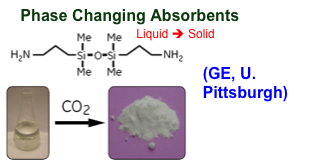 Phase Changing Absorbents
Liquid ➔ Solid
Me Me
H₂N Si-O-Si NH₂
Me Me
(GE, U.
Pittsburgh)
CO₂